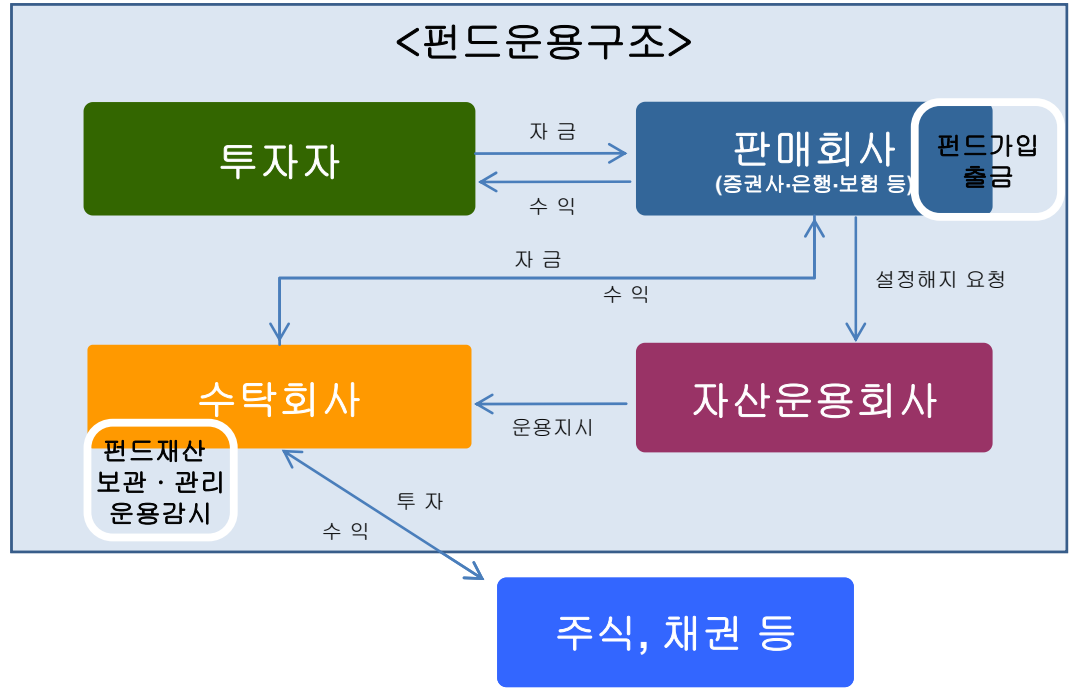 <펀드운용구조>
투자자
자 금
수 익
판매회사
(증권사·은행·보험 등)
펀드가입
출금
자 금
수 익
설정해지 요청
수탁회사
운용지시
자산운용회사
펀드재산
보관 · 관리
운용감시
투 자
수 익
주식, 채권 등